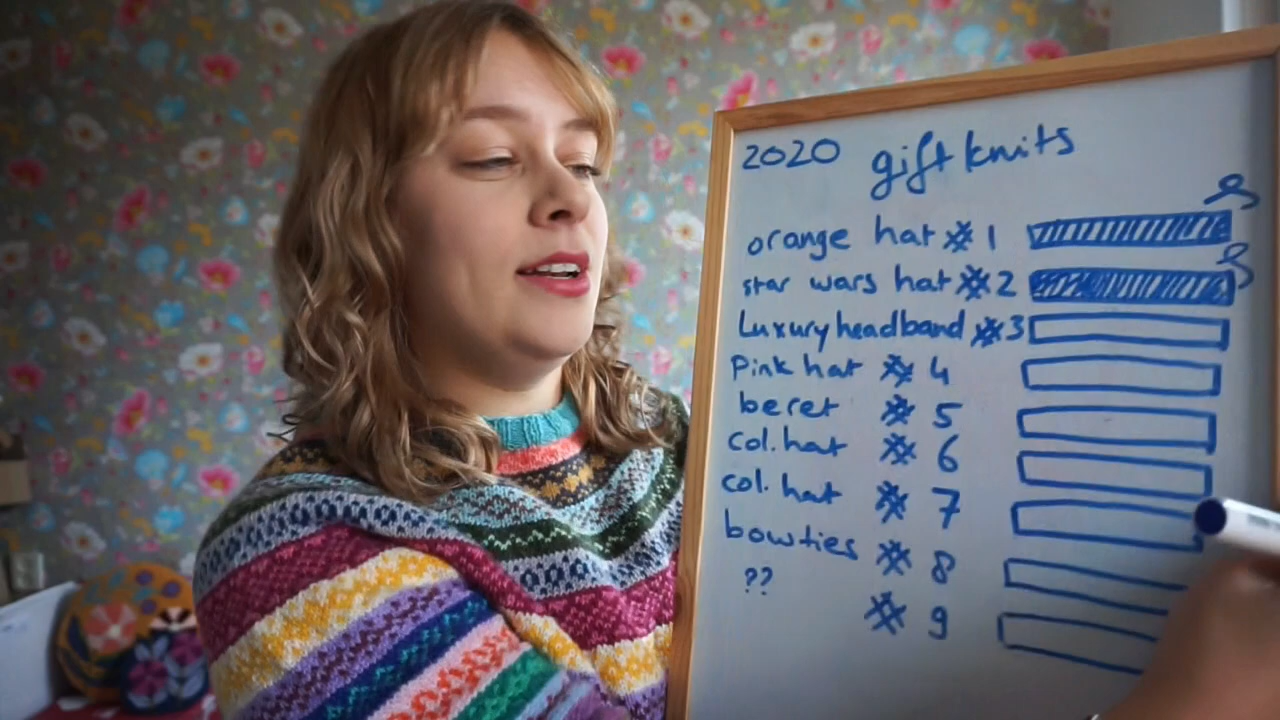 2020 gift knits
orange hat # 1
star wars hat # 2
Luxury headband # 3
Pink hat # 4
beret # 5
col. hat # 6
col. hat # 7
bowties # 8
?? # 9